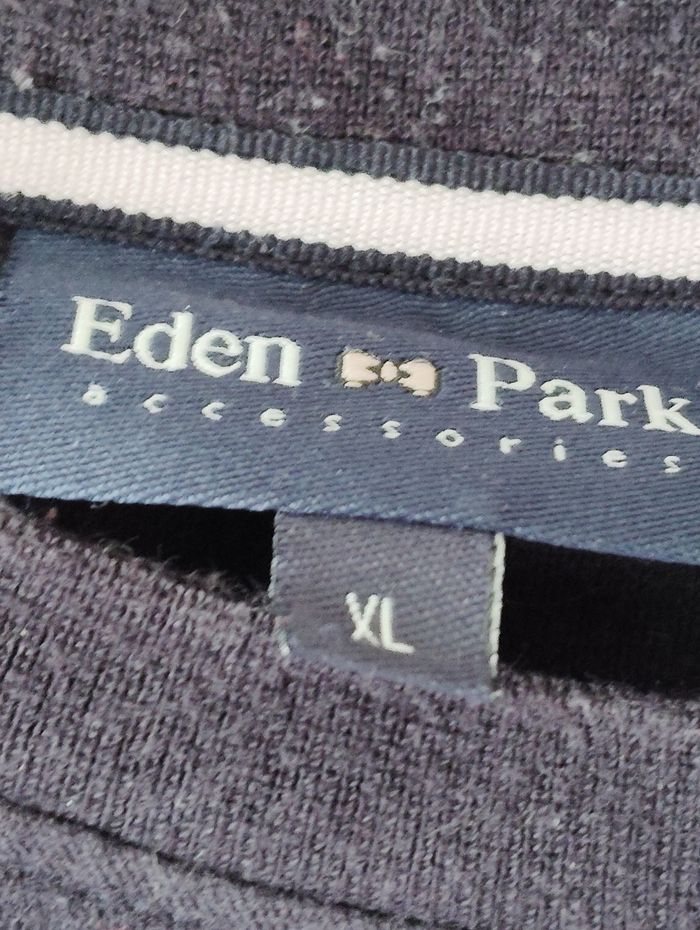 Eden Park
accessories
XL